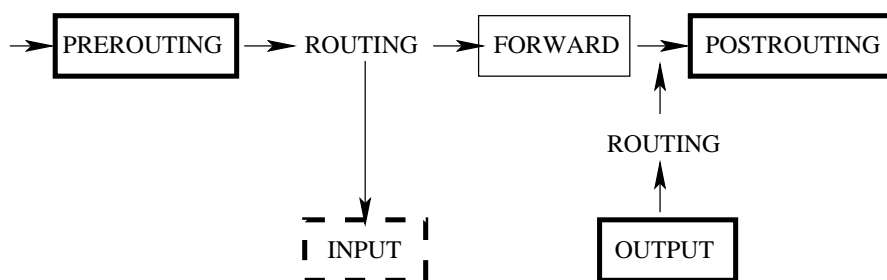 PREROUTING
ROUTING
FORWARD
POSTROUTING
ROUTING
INPUT
OUTPUT